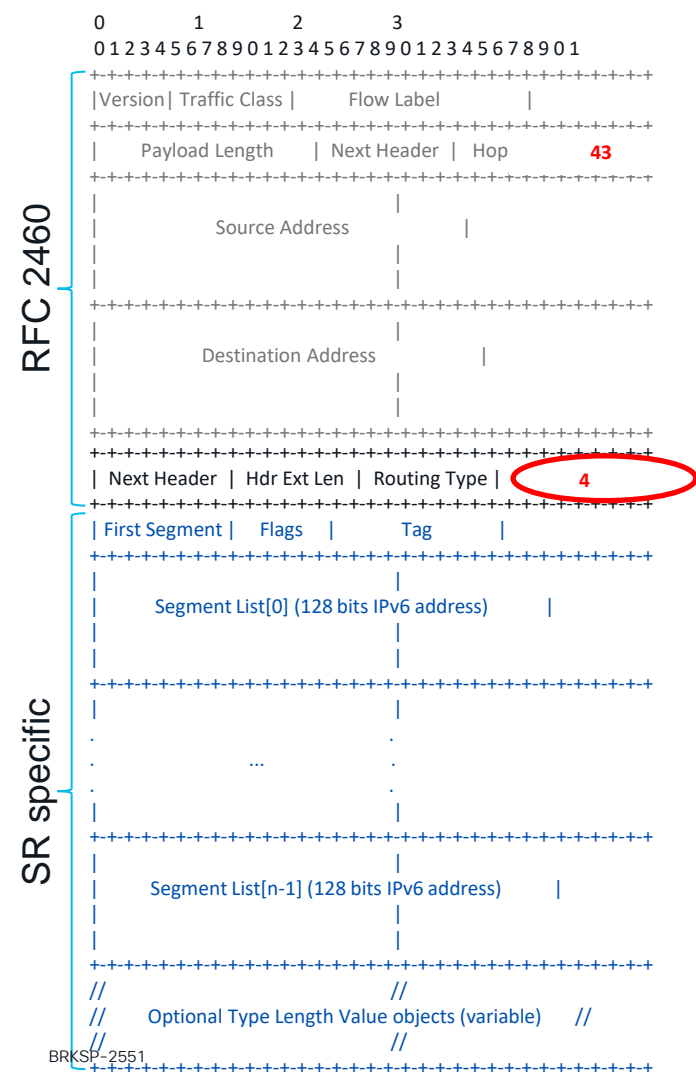 0 1 2 3
0 1 2 3 4 5 6 7 8 9 0 1 2 3 4 5 6 7 8 9 0 1 2 3 4 5 6 7 8 9 0 1
+-+-+-+-+-+-+-+-+-+-+-+-+-+-+-+-+-+-+-+-+-+-+-+-+-+-+-+-+-+-+-+-+
|Version| Traffic Class | Flow Label |
+-+-+-+-+-+-+-+-+-+-+-+-+-+-+-+-+-+-+-+-+-+-+-+-+-+-+-+-+-+-+-+-+
| Payload Length | Next Header | Hop 43
+-+-+-+-+-+-+-+-+-+-+-+-+-+-+-+-+-+-+-+-+-+-+-+-+-+-+-+-+-+-+-+-+
| |
| Source Address |
| |
| |
+-+-+-+-+-+-+-+-+-+-+-+-+-+-+-+-+-+-+-+-+-+-+-+-+-+-+-+-+-+-+-+-+
| |
| Destination Address |
| |
| |
+-+-+-+-+-+-+-+-+-+-+-+-+-+-+-+-+-+-+-+-+-+-+-+-+-+-+-+-+-+-+-+-+
RFC 2460
+-+-+-+-+-+-+-+-+-+-+-+-+-+-+-+-+-+-+-+-+-+-+-+-+-+-+-+-+-+-+-+-+
| Next Header | Hdr Ext Len | Routing Type | 4
+-+-+-+-+-+-+-+-+-+-+-+-+-+-+-+-+-+-+-+-+-+-+-+-+-+-+-+-+-+-+-+-+
| First Segment | Flags | Tag |
+-+-+-+-+-+-+-+-+-+-+-+-+-+-+-+-+-+-+-+-+-+-+-+-+-+-+-+-+-+-+-+-+
| |
| Segment List[0] (128 bits IPv6 address) |
| |
| |
+-+-+-+-+-+-+-+-+-+-+-+-+-+-+-+-+-+-+-+-+-+-+-+-+-+-+-+-+-+-+-+-+
| |
. .
. ... .
. .
| |
+-+-+-+-+-+-+-+-+-+-+-+-+-+-+-+-+-+-+-+-+-+-+-+-+-+-+-+-+-+-+-+-+
| |
| Segment List[n-1] (128 bits IPv6 address) |
| |
| |
+-+-+-+-+-+-+-+-+-+-+-+-+-+-+-+-+-+-+-+-+-+-+-+-+-+-+-+-+-+-+-+-+
// //
// Optional Type Length Value objects (variable) //
// //
+-+-+-+-+-+-+-+-+-+-+-+-+-+-+-+-+-+-+-+-+-+-+-+-+-+-+-+-+-+-+-+-+
SR specific
BRKSP-2551